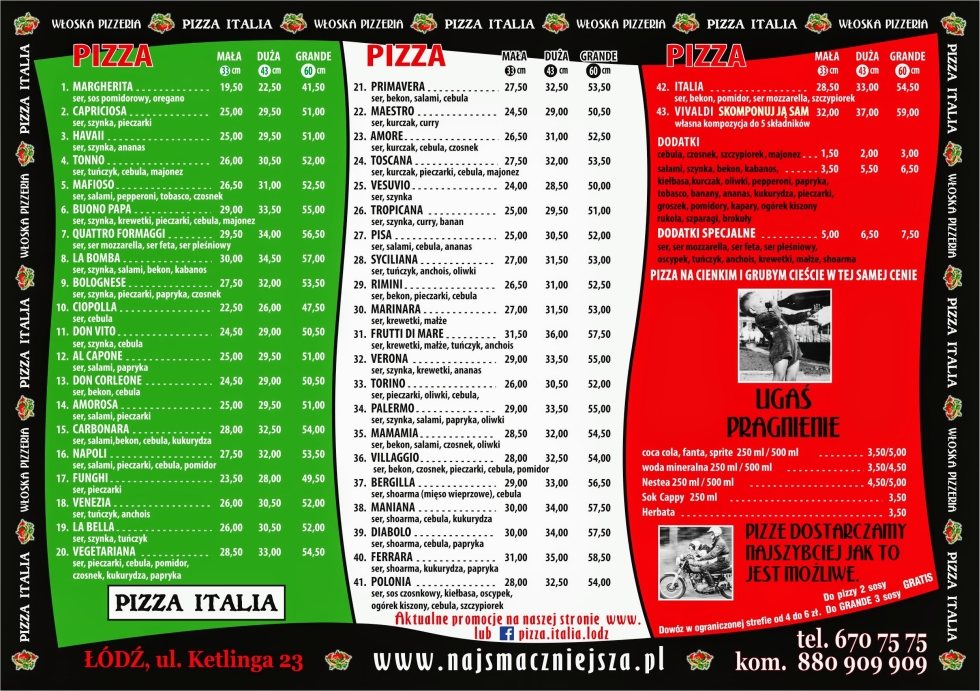 WŁOSKA PIZZERIA PIZZA ITALIA WŁOSKA PIZZERIA PIZZA ITALIA WŁOSKA PIZZERIA PIZZA ITALIA WŁOSKA PIZZERIA
PIZZA ITALIA WŁOSKA PIZZERIA PIZZA ITALIA WŁOSKA PIZZERIA PIZZA ITALIA
PIZZA MAŁA DUŻA GRANDE
33 cm 43 cm 60 cm
1. MARGHERITA 19,50 22,50 41,50
ser, sos pomidorowy, oregano
2. CAPRICIOSA 25,00 29,50 51,00
ser, szynka, pieczarki
3. HAVAII 25,00 29,50 51,00
ser, szynka, ananas
4. TONNO 26,00 30,50 52,00
ser, tuńczyk, cebula, majonez
5. MAFIOSO 26,50 31,00 52,50
ser, salami, pepperoni, tobasco, czosnek
6. BUONO PAPA 29,00 33,50 55,00
ser, szynka, krewetki, pieczarki, cebula, majonez
7. QUATTRO FORMAGGI 29,50 34,00 56,50
ser, ser mozzarella, ser feta, ser pleśniowy
8. LA BOMBA 30,00 34,50 57,00
ser, szynka, salami, bekon, kabanos
9. BOLOGNESE 27,50 32,00 53,50
ser, szynka, pieczarki, papryka, czosnek
10. CIOPOLLA 22,50 26,00 47,50
ser, cebula
11. DON VITO 24,50 29,00 50,50
ser, szynka, cebula
12. AL CAPONE 25,00 29,50 51,00
ser, salami, papryka
13. DON CORLEONE 24,50 29,00 50,50
ser, bekon, cebula
14. AMOROSA 25,00 29,50 51,00
ser, salami, pieczarki
15. CARBONARA 28,00 32,50 54,00
ser, salami,bekon, cebula, kukurydza
16. NAPOLI 27,50 32,00 53,50
ser, salami, pieczarki, cebula, pomidor
17. FUNGHI 23,50 28,00 49,50
ser, pieczarki
18. VENEZIA 26,00 30,50 52,00
ser, tuńczyk, anchois
19. LA BELLA 26,00 30,50 52,00
ser, szynka, tuńczyk
20. VEGETARIANA 28,50 33,00 54,50
ser, pieczarki, cebula, pomidor,
czosnek, kukurydza, papryka
PIZZA ITALIA
PIZZA MAŁA DUŻA GRANDE
33 cm 43 cm 60 cm
21. PRIMAVERA 27,50 32,50 53,50
ser, bekon, salami, cebula
22. MAESTRO 24,50 29,00 50,50
ser, kurczak, curry
23. AMORE 26,50 31,00 52,50
ser, kurczak, cebula, czosnek
24. TOSCANA 27,50 32,00 53,50
ser, kurczak, pieczarki, cebula, majonez
25. VESUVIO 24,00 28,50 50,00
ser, szynka
26. TROPICANA 25,00 29,50 51,00
ser, szynka, curry, banan
27. PISA 25,00 30,50 52,00
ser, salami, cebula, ananas
28. SYCILIANA 27,00 31,50 53,00
ser, tuńczyk, anchois, oliwki
29. RIMINI 26,50 31,00 52,50
ser, bekon, pieczarki, cebula
30. MARINARA 27,00 31,50 53,00
ser, krewetki, małże
31. FRUTTI DI MARE 31,50 36,00 57,50
ser, krewetki, małże, tuńczyk, anchois
32. VERONA 29,00 33,50 55,00
ser, szynka, krewetki, ananas
33. TORINO 26,00 30,50 52,00
ser, pieczarki, oliwki, cebula,
34. PALERMO 29,00 33,50 55,00
ser, szynka, salami, papryka, oliwki
35. MAMAMIA 28,50 32,00 54,50
ser, bekon, salami, czosnek, oliwki
36. VILLAGGIO 28,00 32,50 54,00
ser, bekon, czosnek, pieczarki, cebula, pomidor
37. BERGILLA 29,00 33,00 56,50
ser, shoarma (mięso wieprzowe), cebula
38. MANIANA 30,00 34,00 57,50
ser, shoarma, cebula, kukurydza
39. DIABOLO 30,00 34,00 57,50
ser, shoarma, cebula, papryka
40. FERRARA 31,00 35,00 58,50
ser, shoarma, kukurydza, papryka
41. POLONIA 28,00 32,50 54,00
ser, sos czosnkowy, kiełbasa, oscypek,
ogórek kiszony, cebula, szczypiorek
Aktualne promocje na naszej stronie www.
lub f pizza.italia.lodz
PIZZA MAŁA DUŻA GRANDE
33 cm 43 cm 60 cm
42. ITALIA 28,50 33,00 54,50
ser, bekon, pomidor, ser mozzarella, szczypiorek
43. VIVALDI SKOMPONUJ JĄ SAM 32,00 37,00 59,00
własna kompozycja do 5 składników
DODATKI
cebula, czosnek, szczypiorek, majonez 1,50 2,00 3,00
salami, szynka, bekon, kabanos, 3,50 5,50 6,50
kiełbasa,kurczak, oliwki, pepperoni, papryka,
tobasco, banany, ananas, kukurydza, pieczarki,
groszek, pomidory, kapary, ogórek kiszony
rukola, szparagi, brokuły
DODATKI SPECJALNE 5,00 6,50 7,50
ser, ser mozzarella, ser feta, ser pleśniowy,
oscypek, tuńczyk, anchois, krewetki, małże, shoarma
PIZZA NA CIENKIM I GRUBYM CIEŚCIE W TEJ SAMEJ CENIE
UGAŚ
PRAGNIENIE
coca cola, fanta, sprite 250 ml / 500 ml 3,50/5,00
woda mineralna 250 ml / 500 ml 3,50/4,50
Nestea 250 ml / 500 ml 4,50/5,00
Sok Cappy 250 ml 3,50
Herbata 3,50
PIZZE DOSTARCZAMY
NAJSZYBCIEJ JAK TO
JEST MOŻLIWE.
Do pizzy 2 sosy GRATIS
Dowóz w ograniczonej strefie od 4 do 6 zł. Do GRANDE 3 sosy
PIZZA ITALIA WŁOSKA PIZZERIA PIZZA ITALIA WŁOSKA PIZZERIA PIZZA ITALIA
ŁÓDŹ, ul. Ketlinga 23
www.najsmaczniejsza.pl
tel. 670 75 75
kom. 880 909 909